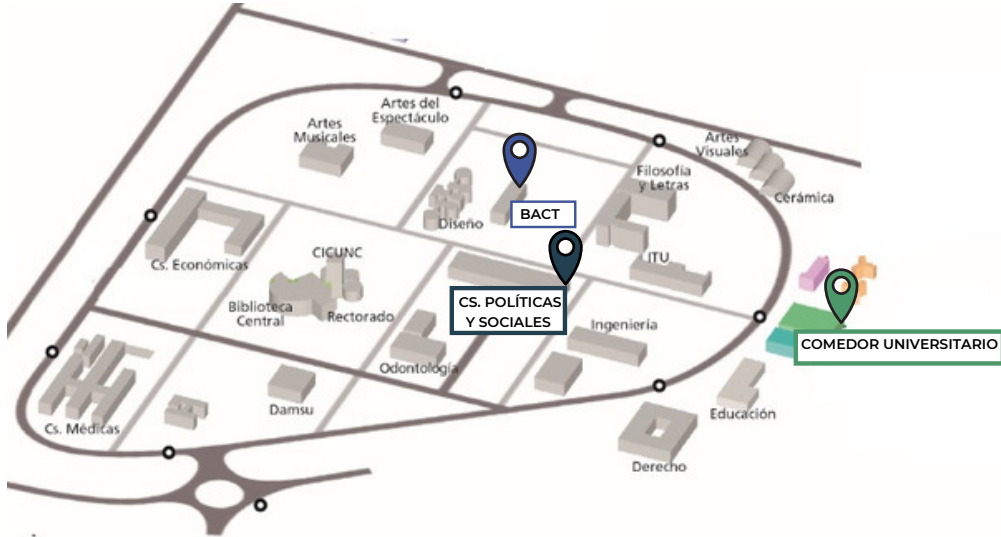 Artes del
Espectáculo
Artes
Musicales
Artes
Visuales
Filosofía
y Letras
Cerámica
BACT
Diseño
CICUNC
Cs. Económicas
ITU
CS. POLÍTICAS
Y SOCIALES
Biblioteca
Central
Rectorado
Ingeniería
COMEDOR UNIVERSITARIO
Odontología
Damsu
Educación
Cs. Médicas
Derecho